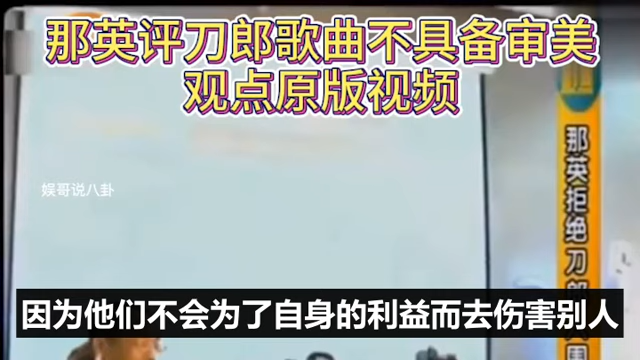 那英评刀郎歌曲不具备审美
观点原版视频
娱哥说八卦
那英拒绝刀郎
因为他们不会为了自身的利益而去伤害别人